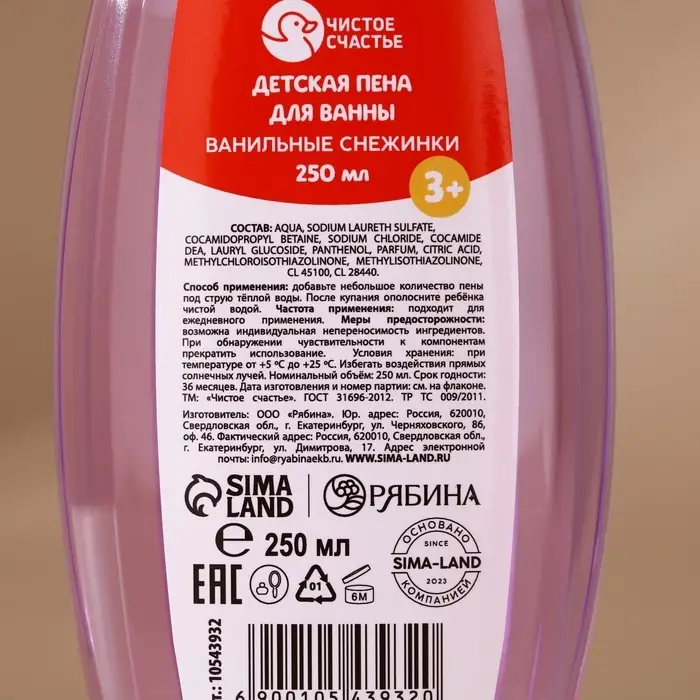 ЧИСТОЕ
СЧАСТЬЕ
ДЕТСКАЯ ПЕНА
ДЛЯ ВАННЫ
ВАНИЛЬНЫЕ СНЕЖИНКИ
250 мл
3+
СОСТАВ: AQUA, SODIUM LAURETH SULFATE,
COCAMIDOPROPYL BETAINE, SODIUM CHLORIDE, COCAMIDE
DEA, LAURYL GLUCOSIDE, PANTHENOL, PARFUM, CITRIC ACID,
METHYLCHLOROISOTHIAZOLINONE, METHYLISOTHIAZOLINONE,
CL 45100, CL 28440.
Способ применения: добавьте небольшое количество пены
под струю тёплой воды. После купания ополосните ребёнка
чистой водой. Частота применения: подходит для
ежедневного применения. Меры предосторожности:
возможна индивидуальная непереносимость ингредиентов.
При обнаружении чувствительности к компонентам
прекратить использование. Условия хранения: при
температуре от +5 ºС до +25 ºС. Избегать воздействия прямых
солнечных лучей. Номинальный объём: 250 мл. Срок годности:
36 месяцев. Дата изготовления и номер партии: см. на флаконе.
ТМ: «Чистое счастье». ГОСТ 31696-2012. ТР ТС 009/2011.
Изготовитель: ООО «Рябина». Юр. адрес: Россия, 620010,
Свердловская обл., г. Екатеринбург, ул. Черняховского, 86,
оф. 46. Фактический адрес: Россия, 620010, Свердловская обл.,
г. Екатеринбург, ул. Димитрова, 17. Адрес электронной
почты: info@ryabinaekb.ru. WWW.SIMA-LAND.RU
SIMA
LAND
РЯБИНА
℮ 250 мл
ОСНОВАНО
SINCE
SIMA-LAND
2023
КОМПАНИЕЙ
EAC
01
6M
т.: 10543932
6 900105 439320